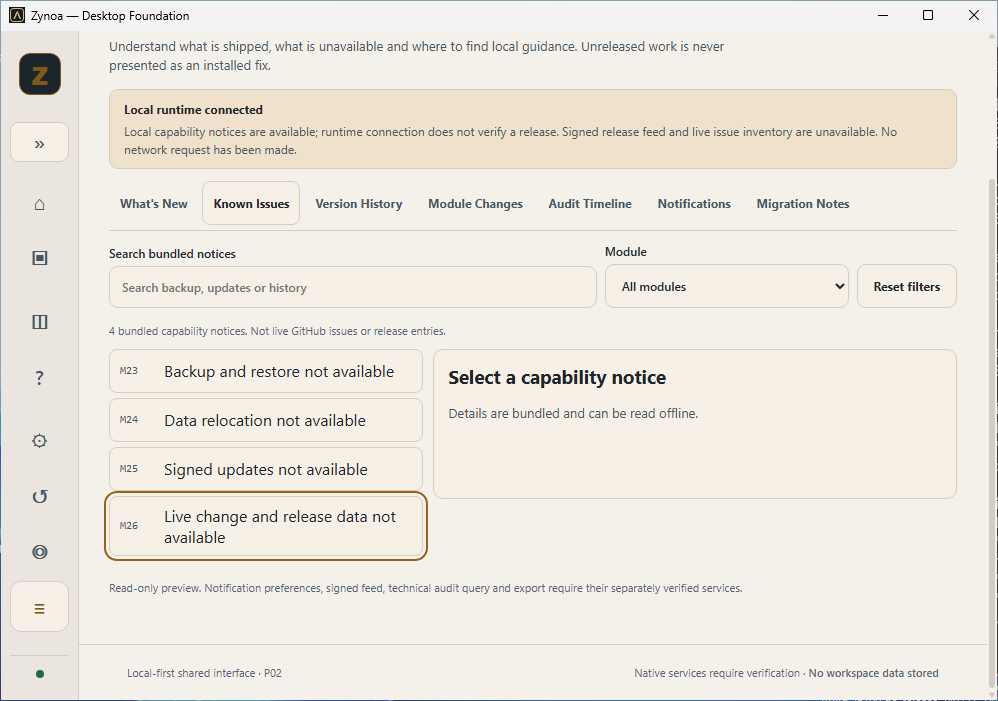 Zynoa — Desktop Foundation
Z
»
?
Understand what is shipped, what is unavailable and where to find local guidance. Unreleased work is never
presented as an installed fix.
Local runtime connected
Local capability notices are available; runtime connection does not verify a release. Signed release feed and live issue inventory are unavailable. No
network request has been made.
What's New Known Issues Version History Module Changes Audit Timeline Notifications Migration Notes
Search bundled notices
Search backup, updates or history
Module
All modules
Reset filters
4 bundled capability notices. Not live GitHub issues or release entries.
M23 Backup and restore not available
M24 Data relocation not available
M25 Signed updates not available
M26 Live change and release data not
available
Select a capability notice
Details are bundled and can be read offline.
Read-only preview. Notification preferences, signed feed, technical audit query and export require their separately verified services.
Local-first shared interface · P02
Native services require verification · No workspace data stored